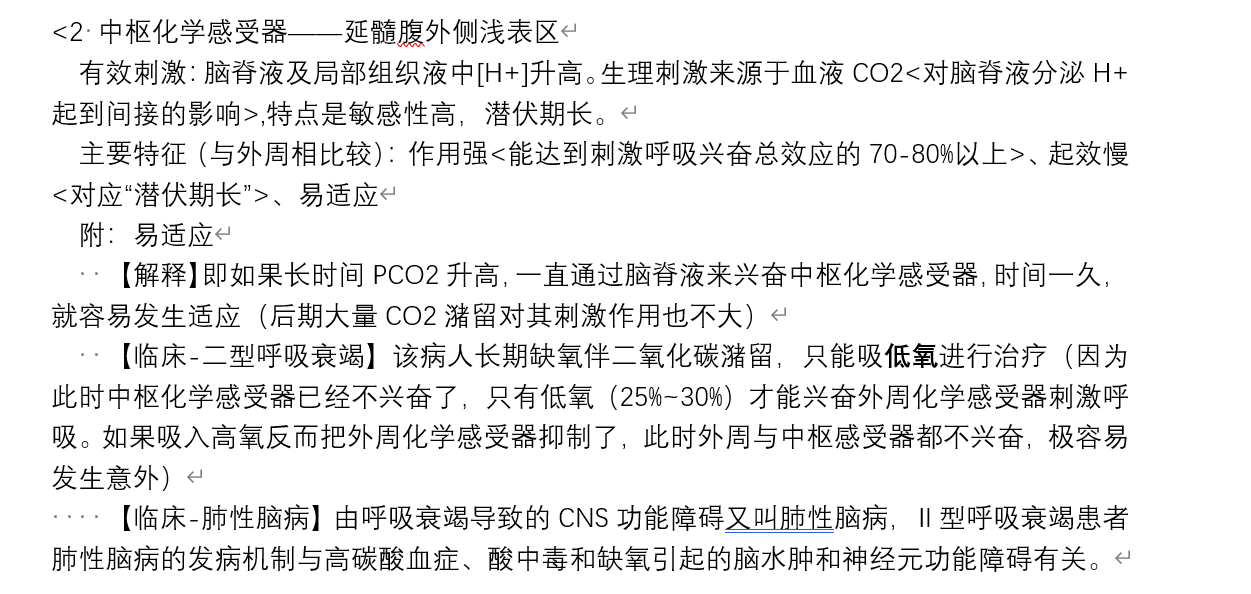 <2 中枢化学感受器——延髓腹外侧浅表区
有效刺激：脑脊液及局部组织液中[H+]升高。生理刺激来源于血液 CO2<对脑脊液分泌 H+
起到间接的影响>,特点是敏感性高，潜伏期长。
主要特征（与外周相比较）：作用强<能达到刺激呼吸兴奋总效应的 70-80%以上>、起效慢
<对应“潜伏期长”>、易适应
附：易适应
【解释】即如果长时间 PCO2 升高，一直通过脑脊液来兴奋中枢化学感受器，时间一久，
就容易发生适应（后期大量 CO2 潴留对其刺激作用也不大）
【临床-二型呼吸衰竭】该病人长期缺氧伴二氧化碳潴留，只能吸低氧进行治疗（因为
此时中枢化学感受器已经不兴奋了，只有低氧（25%~30%）才能兴奋外周化学感受器刺激呼
吸。如果吸入高氧反而把外周化学感受器抑制了，此时外周与中枢感受器都不兴奋，极容易
发生意外）
【临床-肺性脑病】由呼吸衰竭导致的 CNS 功能障碍又叫肺性脑病，II 型呼吸衰竭患者
肺性脑病的发病机制与高碳酸血症、酸中毒和缺氧引起的脑水肿和神经元功能障碍有关。